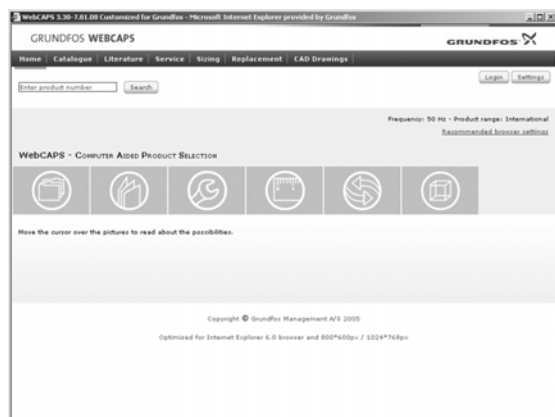 WebCAPS 3.30-7.01.00 Customized for Grundfos - Microsoft Internet Explorer provided by Grundfos
GRUNDFOS WEBCAPS
GRUNDFOS
Home | Catalogue | Literature | Service | Sizing | Replacement | CAD Drawings
Login Settings
Enter product number Search
Frequency: 50 Hz - Product range: International
Recommended browser settings
WebCAPS - Computer Aided Product Selection
Move the cursor over the pictures to read about the possibilities.
Copyright © Grundfos Management A/S 2005
Optimized for Internet Explorer 6.0 browser and 800*600px / 1024*768px